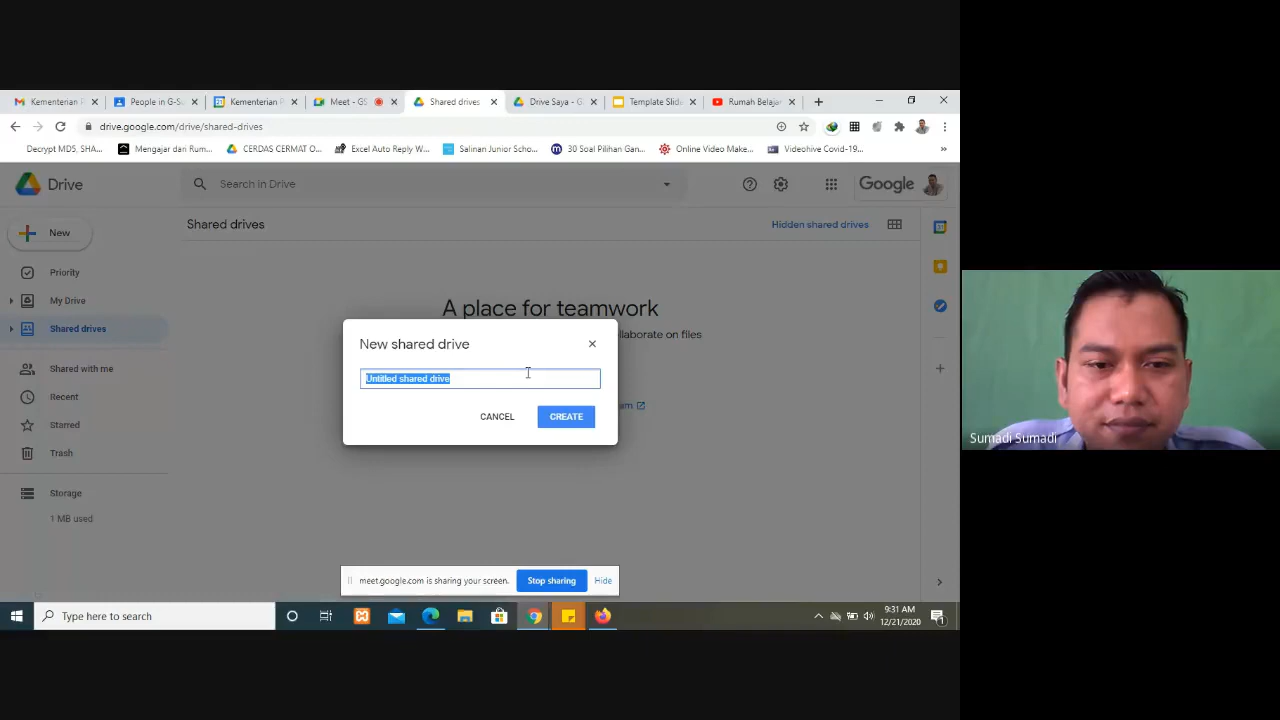 Kementerian P
People in G-Su
Kementerian P
Meet - GS
Shared drives
Drive Saya - G
Template Slide
Rumah Belajar
drive.google.com/drive/shared-drives
Decrypt MD5, SHA...
Mengajar dari Rum...
CERDAS CERMAT O...
Excel Auto Reply W...
Salinan Junior Scho...
30 Soal Pilihan Gan...
Online Video Make...
Videohive Covid-19...
Drive
Search in Drive
Google
New
Shared drives
Hidden shared drives
Priority
My Drive
Shared drives
Shared with me
Recent
Starred
Trash
Storage
1 MB used
A place for teamwork
ollaborate on files
New shared drive
Untitled shared drive
CANCEL
CREATE
meet.google.com is sharing your screen.
Stop sharing
Hide
Type here to search
9:31 AM
12/21/2020
1
Sumadi Sumadi